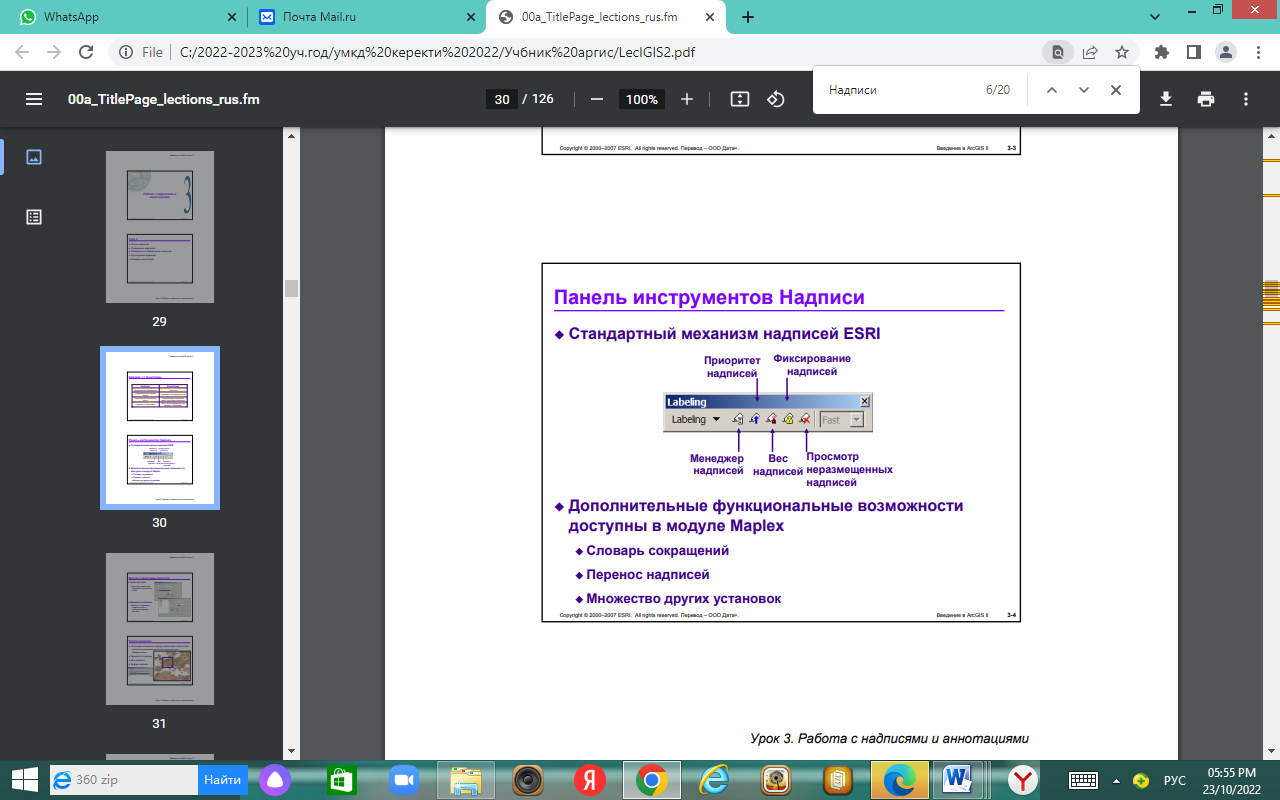 WhatsApp
Почта Mail.ru
00a_TitlePage_lections_rus.fm
File | C:/2022-2023%20уч.год/умкд%20керекти%202022/Учбник%20аргис/LecIGIS2.pdf
00a_TitlePage_lections_rus.fm
30 / 126
100%
Надписи 6/20
29
30
31
Copyright © 2000–2007 ESRI. All rights reserved. Перевод – ООО Дата+. Введение в ArcGIS II 3-3
Панель инструментов Надписи
Стандартный механизм надписей ESRI
Приоритет надписей
Фиксирование надписей
Labeling
Labeling Fast
Менеджер надписей
Вес надписей
Просмотр неразмещенных надписей
Дополнительные функциональные возможности
доступны в модуле Maplex
Словарь сокращений
Перенос надписей
Множество других установок
Copyright © 2000–2007 ESRI. All rights reserved. Перевод – ООО Дата+. Введение в ArcGIS II 3-4
Урок 3. Работа с надписями и аннотациями
360 zip Найти
РУС
05:55 PM
23/10/2022